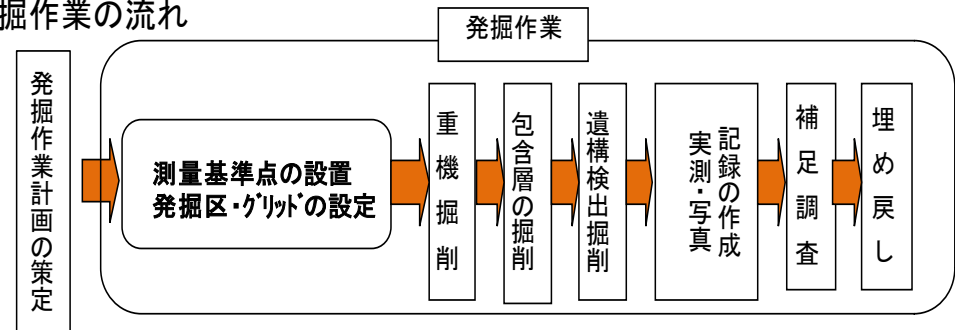 掘作業の流れ
発掘作業
発掘作業計画の策定
測量基準点の設置
発掘区・グリッドの設定
重機掘削
包含層の掘削
遺構検出掘削
記録の作成
実測・写真
補足調査
埋め戻し